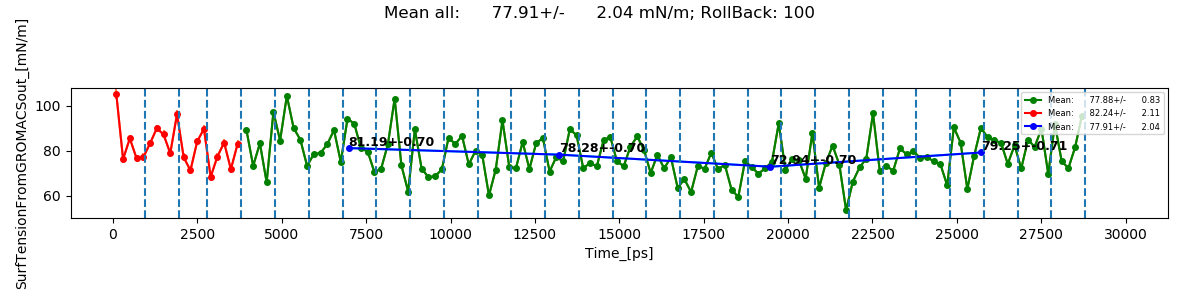 Mean all: 77.91+/- 2.04 mN/m; RollBack: 100
SurfTensionFromGROMACSout_[mN/m]
100
80
60
81.19+-0.70
78.28+-0.70
72.94+-0.70
79.25+-0.71
Mean: 77.88+/- 0.83
Mean: 82.24+/- 2.11
Mean: 77.91+/- 2.04
0 2500 5000 7500 10000 12500 15000 17500 20000 22500 25000 27500 30000
Time_[ps]